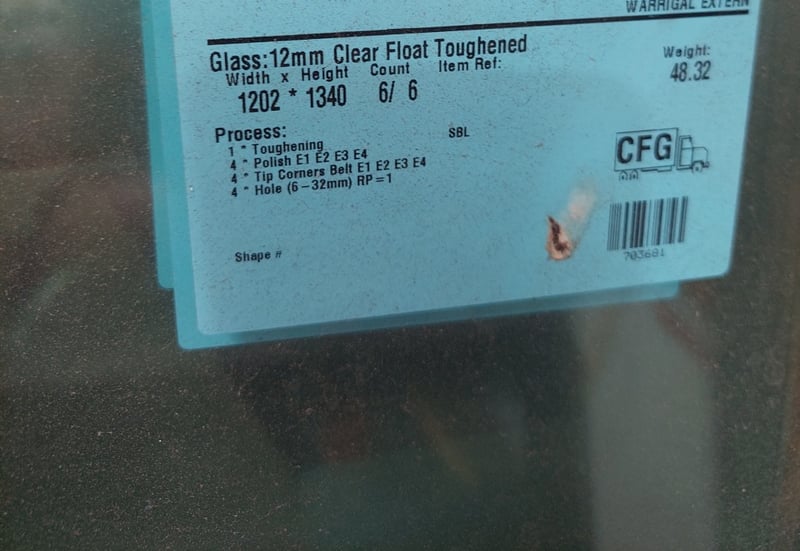 WARRIGAL EXTERN
Glass:12mm Clear Float Toughened
Width x Height Count Item Ref: Weight:
1202 * 1340 6/ 6 48.32
Process: SBL
1 * Toughening
4 * Polish E1 E2 E3 E4
4 * Tip Corners Belt E1 E2 E3 E4
4 * Hole (6-32mm) RP=1
CFG
Shape #
703681